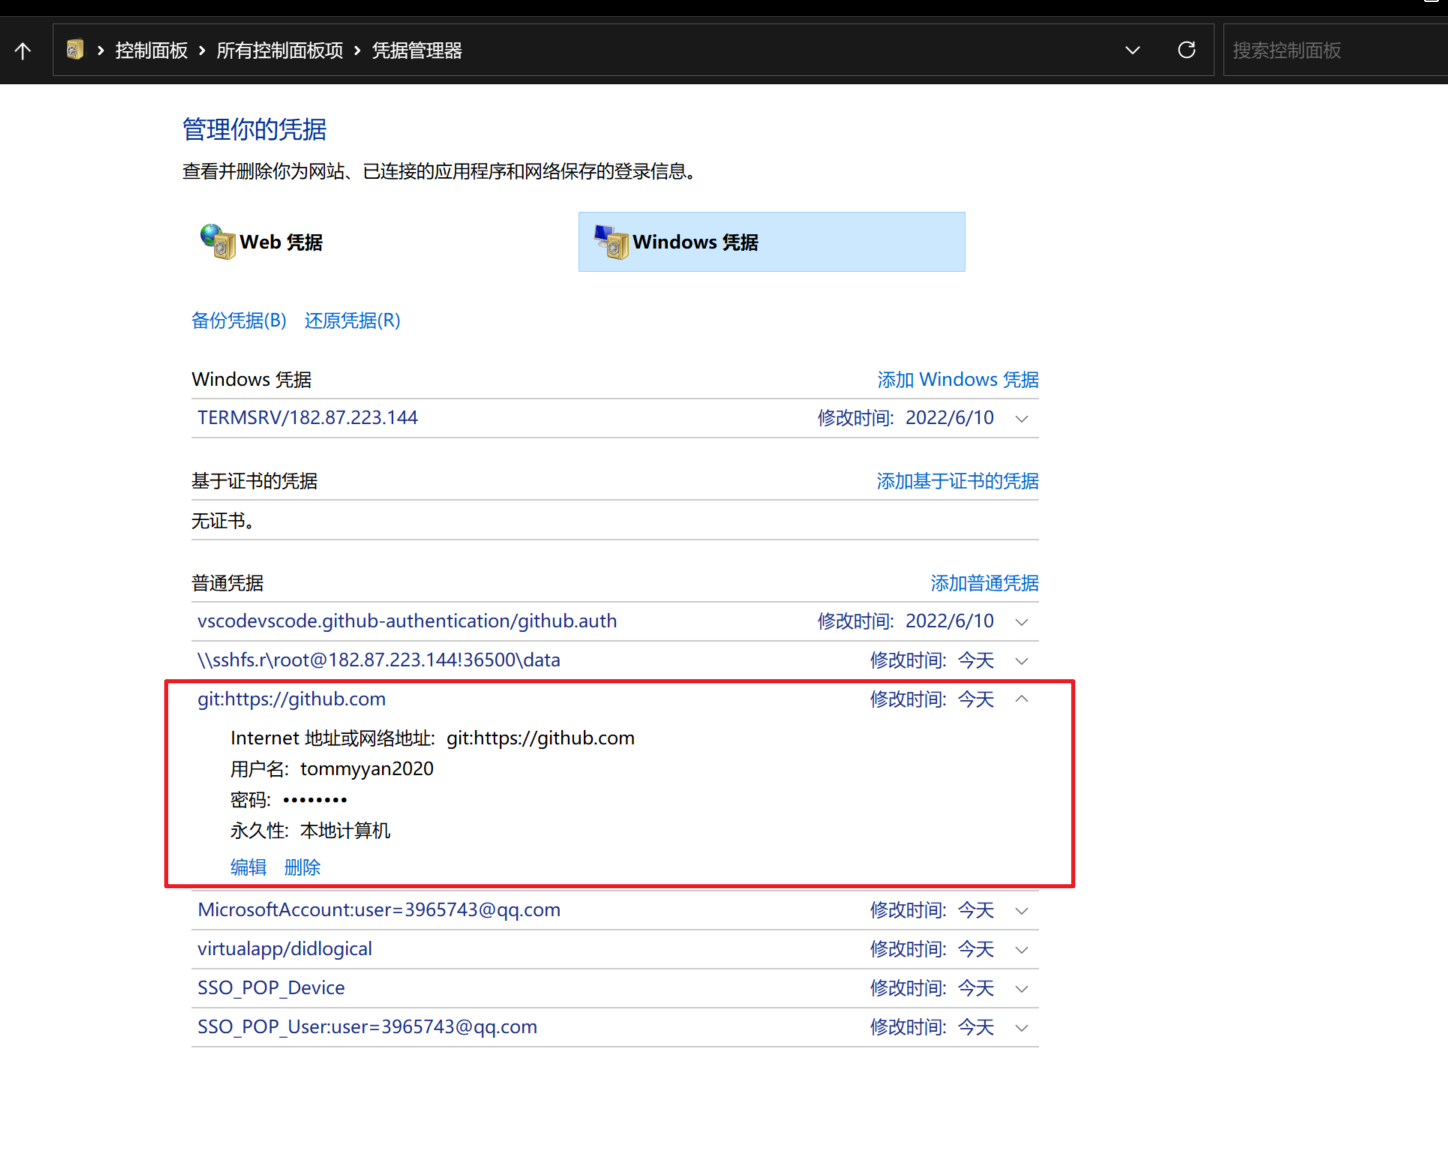 控制面板 › 所有控制面板项 › 凭据管理器
搜索控制面板
管理你的凭据
查看并删除你为网站、已连接的应用程序和网络保存的登录信息。
Web 凭据
Windows 凭据
备份凭据(B) 还原凭据(R)
Windows 凭据 添加 Windows 凭据
TERMSRV/182.87.223.144 修改时间: 2022/6/10
基于证书的凭据 添加基于证书的凭据
无证书。
普通凭据 添加普通凭据
vscodevscode.github-authentication/github.auth 修改时间: 2022/6/10
\\sshfs.r\root@182.87.223.144!36500\data 修改时间: 今天
git:https://github.com 修改时间: 今天
Internet 地址或网络地址: git:https://github.com
用户名: tommyyan2020
密码: ••••••••
永久性: 本地计算机
编辑 删除
MicrosoftAccount:user=3965743@qq.com 修改时间: 今天
virtualapp/didlogical 修改时间: 今天
SSO_POP_Device 修改时间: 今天
SSO_POP_User:user=3965743@qq.com 修改时间: 今天